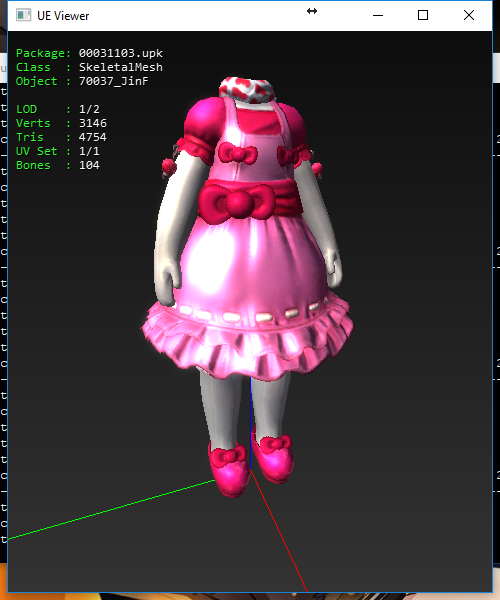 UE Viewer
Package: 00031103.upk
Class  : SkeletalMesh
Object : 70037_JinF
LOD    : 1/2
Verts  : 3146
Tris   : 4754
UV Set : 1/1
Bones  : 104